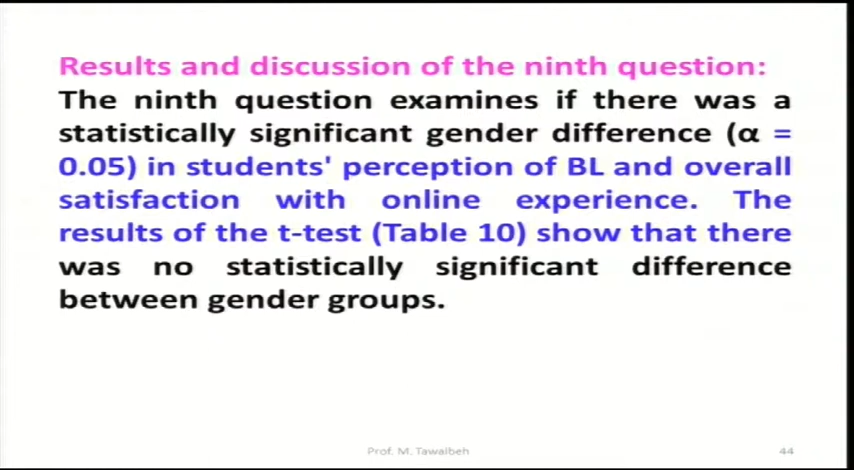 Results and discussion of the ninth question:
The ninth question examines if there was a
statistically significant gender difference (α =
0.05) in students' perception of BL and overall
satisfaction with online experience. The
results of the t-test (Table 10) show that there
was no statistically significant difference
between gender groups.
Prof. M. Tawalbeh
44